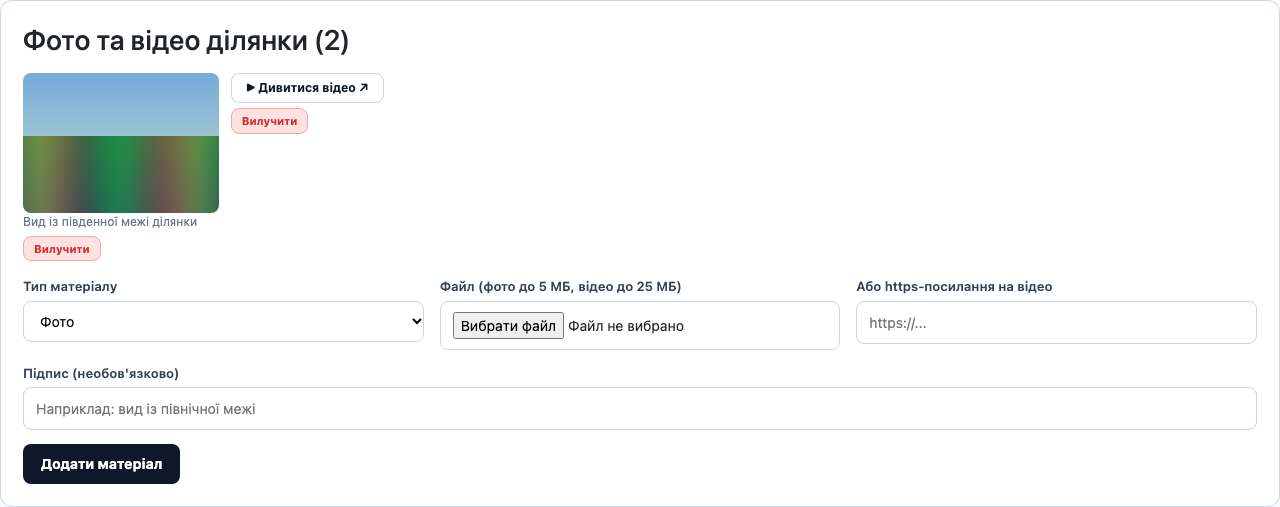 Фото та відео ділянки (2)
▶ Дивитися відео ↗
Вилучити
Вид із південної межі ділянки
Вилучити
Тип матеріалу
Фото
Файл (фото до 5 МБ, відео до 25 МБ)
Вибрати файл Файл не вибрано
Або https-посилання на відео
https://...
Підпис (необов'язково)
Наприклад: вид із північної межі
Додати матеріал